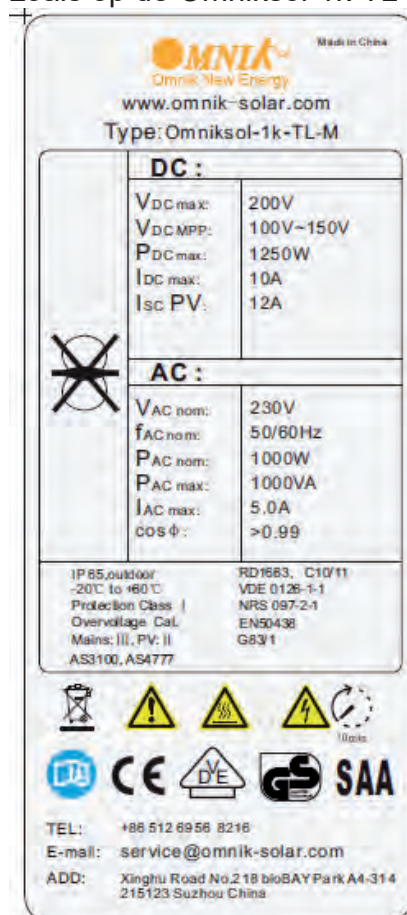 Made in China
OMNIK
Omnik New Energy
www.omnik-solar.com
Type: Omniksol-1k-TL-M
DC :
VDC max: 200V
VDC MPP: 100V~150V
PDC max: 1250W
IDC max: 10A
Isc PV: 12A
AC :
VAC nom: 230V
fAC nom: 50/60Hz
PAC nom: 1000W
PAC max: 1000VA
IAC max: 5.0A
cosΦ: >0.99
IP65,outdoor RD1663, C10/11
-20℃ to +60℃ VDE 0126-1-1
Protection Class I NRS 097-2-1
Overvoltage Cat. EN50438
Mains: III, PV: II G83/1
AS3100, AS4777
10min
CE DVE GS SAA
TEL: +86 512 6956 8216
E-mail: service@omnik-solar.com
ADD: Xinghu Road No.218 bioBAY Park A4-314
215123 Suzhou China